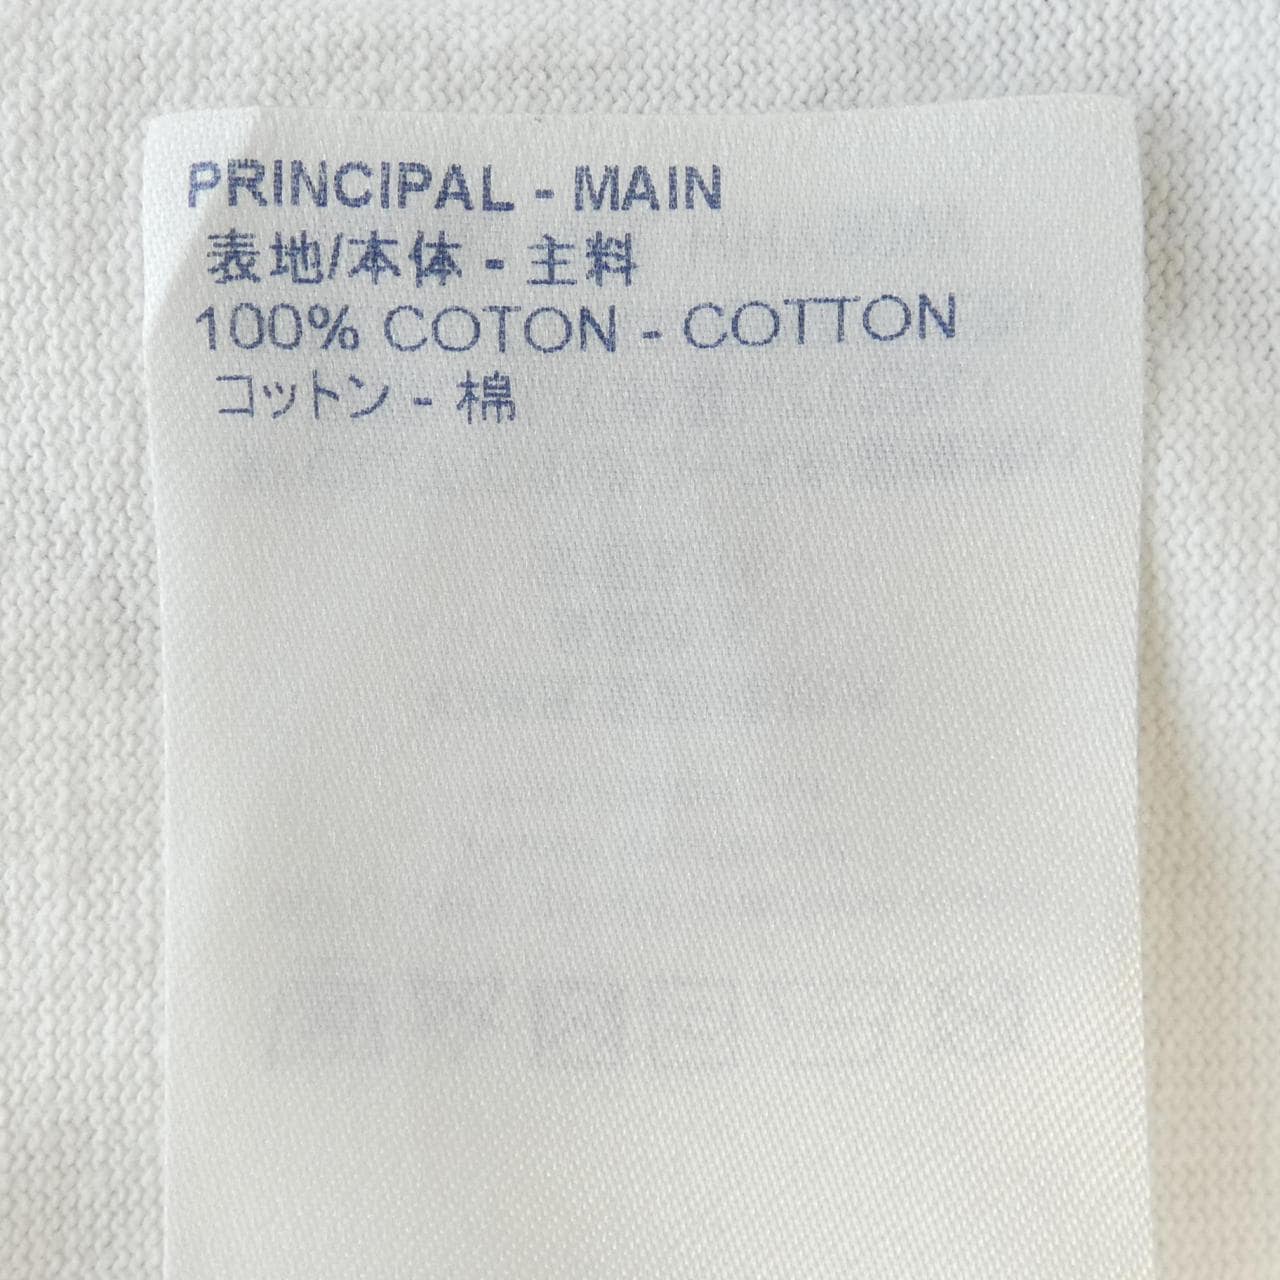 PRINCIPAL - MAIN
表地/本体 - 主料
100% COTON - COTTON
コットン - 棉